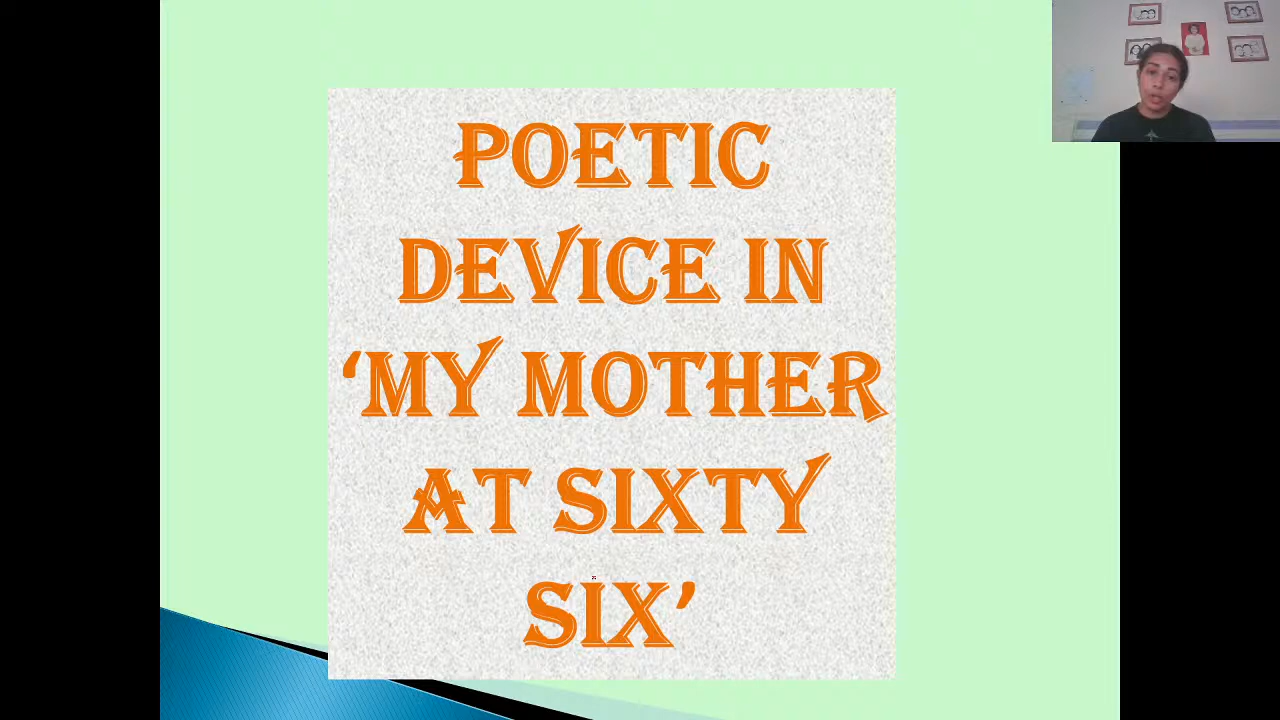 POETIC
DEVICE IN
‘MY MOTHER
AT SIXTY
SIX’